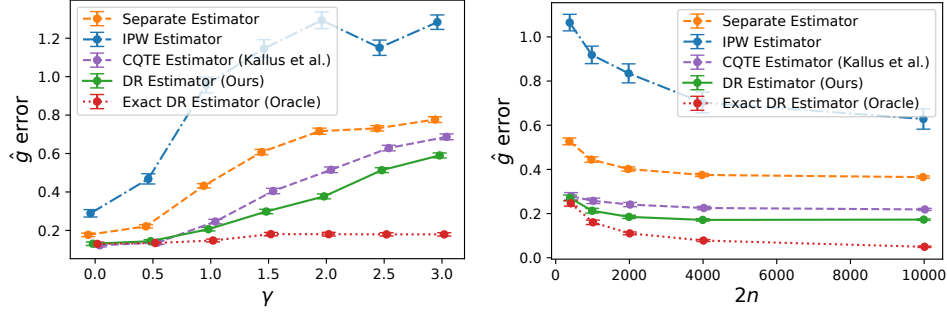 Separate Estimator
IPW Estimator
CQTE Estimator (Kallus et al.)
DR Estimator (Ours)
Exact DR Estimator (Oracle)
ĝ error
1.2
1.0
0.8
0.6
0.4
0.2
0.0 0.5 1.0 1.5 2.0 2.5 3.0
γ
Separate Estimator
IPW Estimator
CQTE Estimator (Kallus et al.)
DR Estimator (Ours)
Exact DR Estimator (Oracle)
ĝ error
1.0
0.8
0.6
0.4
0.2
0.0
0 2000 4000 6000 8000 10000
2n